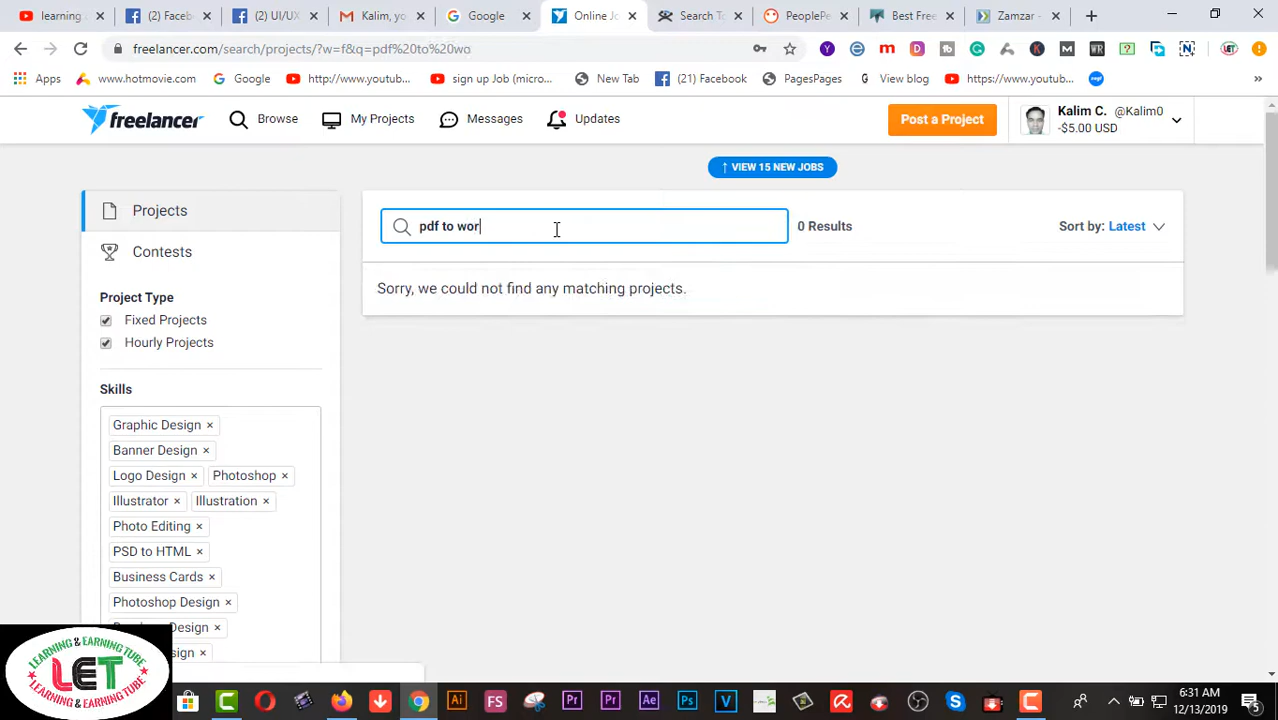 learning
(2) Faceb
(2) UI/UX
Kalim, yo
Google
Online Jo
Search To
PeoplePe
Best Free
Zamzar -
freelancer.com/search/projects/?w=f&q=pdf%20to%20wo
Apps
www.hotmovie.com
Google
http://www.youtub...
sign up Job (micro...
New Tab
(21) Facebook
PagesPages
View blog
https://www.youtub...
freelancer
Browse
My Projects
Messages
Updates
Post a Project
Kalim C. @Kalim0
-$5.00 USD
↑ VIEW 15 NEW JOBS
Projects
Contests
pdf to wor
0 Results
Sort by: Latest
Sorry, we could not find any matching projects.
Project Type
Fixed Projects
Hourly Projects
Skills
Graphic Design ×
Banner Design ×
Logo Design × Photoshop ×
Illustrator × Illustration ×
Photo Editing ×
PSD to HTML ×
Business Cards ×
Photoshop Design ×
Design ×
sign ×
LEARNING & EARNING TUBE
LET
LEARNING & EARNING TUBE
6:31 AM
12/13/2019